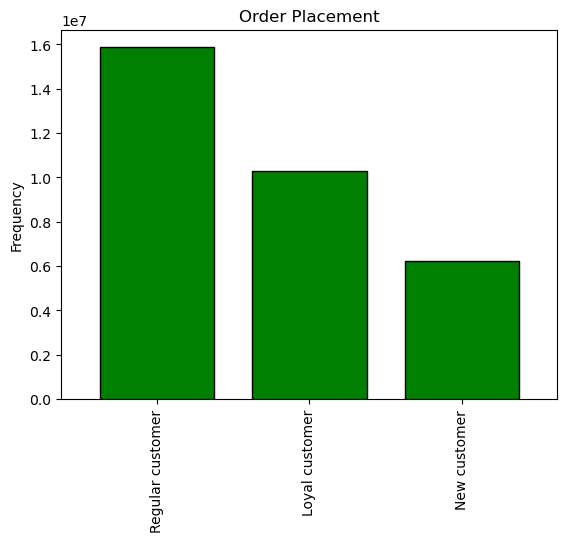 Order Placement
1e7
1.6
1.4
1.2
1.0
0.8
0.6
0.4
0.2
0.0
Frequency
Regular customer
Loyal customer
New customer